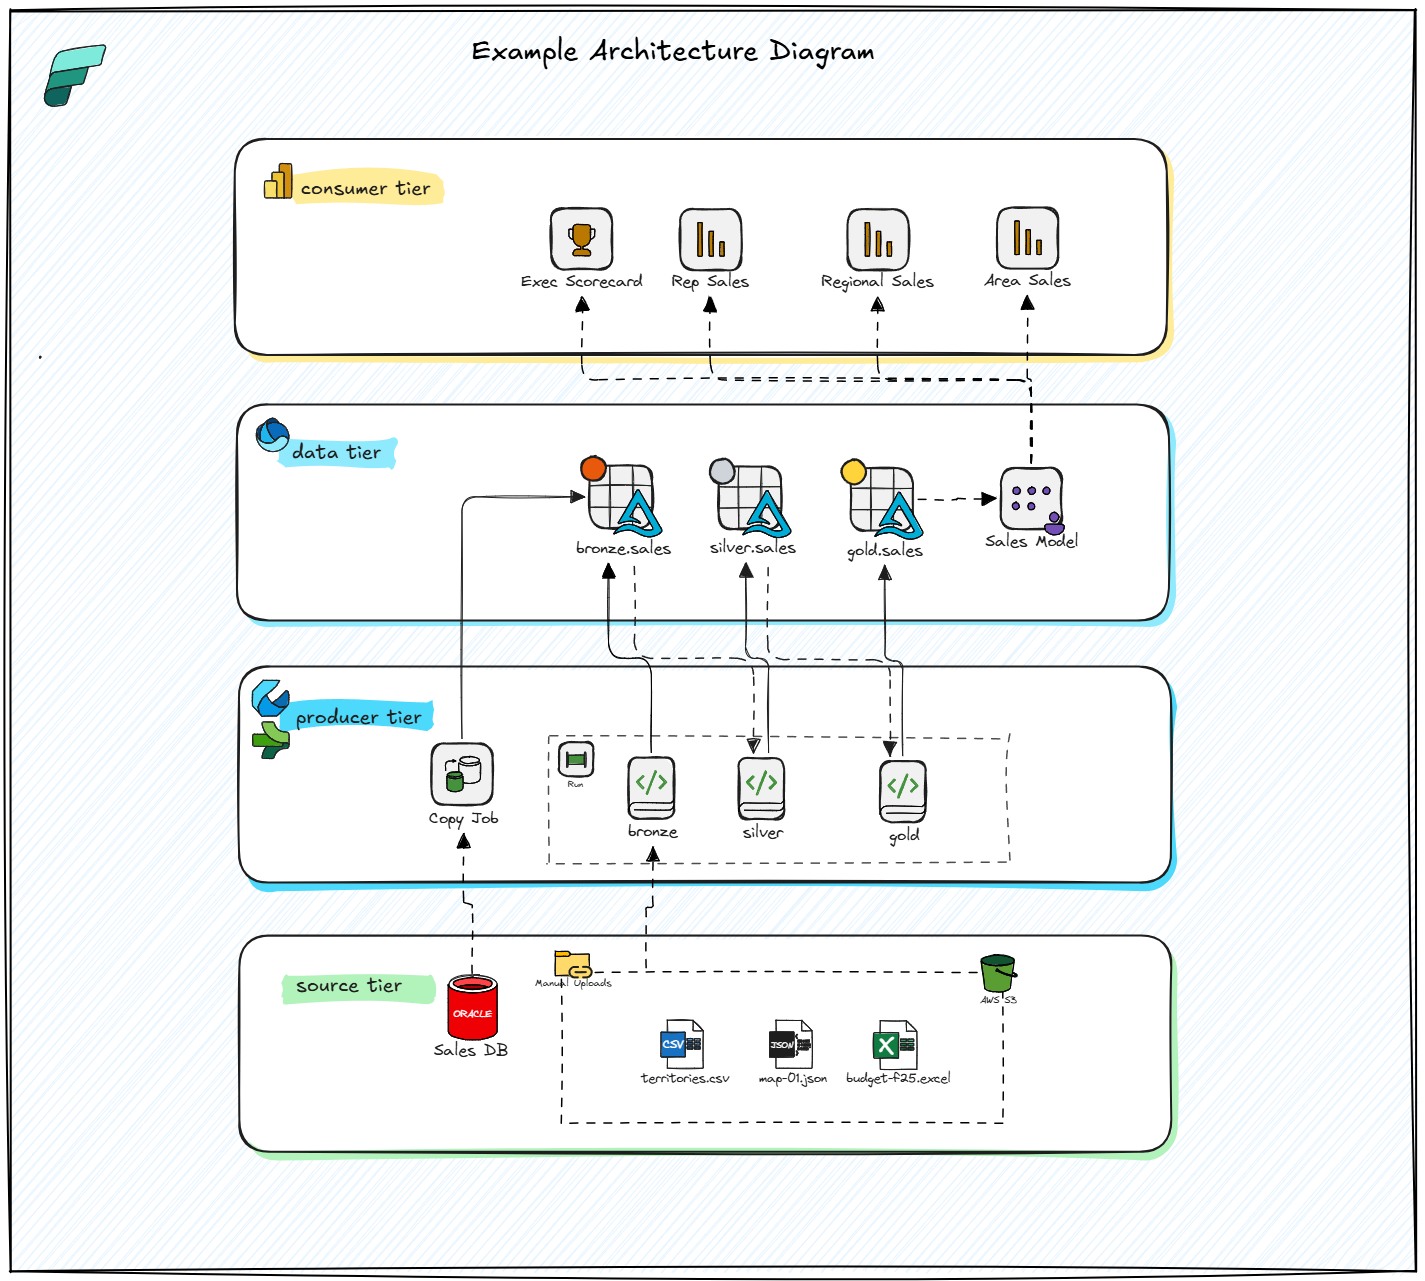 Example Architecture Diagram
consumer tier
Exec Scorecard
Rep Sales
Regional Sales
Area Sales
data tier
bronze.sales
silver.sales
gold.sales
Sales Model
producer tier
Copy Job
Run
</>
bronze
</>
silver
</>
gold
source tier
ORACLE
Sales DB
Manual Uploads
AWS S3
CSV
territories.csv
JSON
map-01.json
X
budget-f25.excel